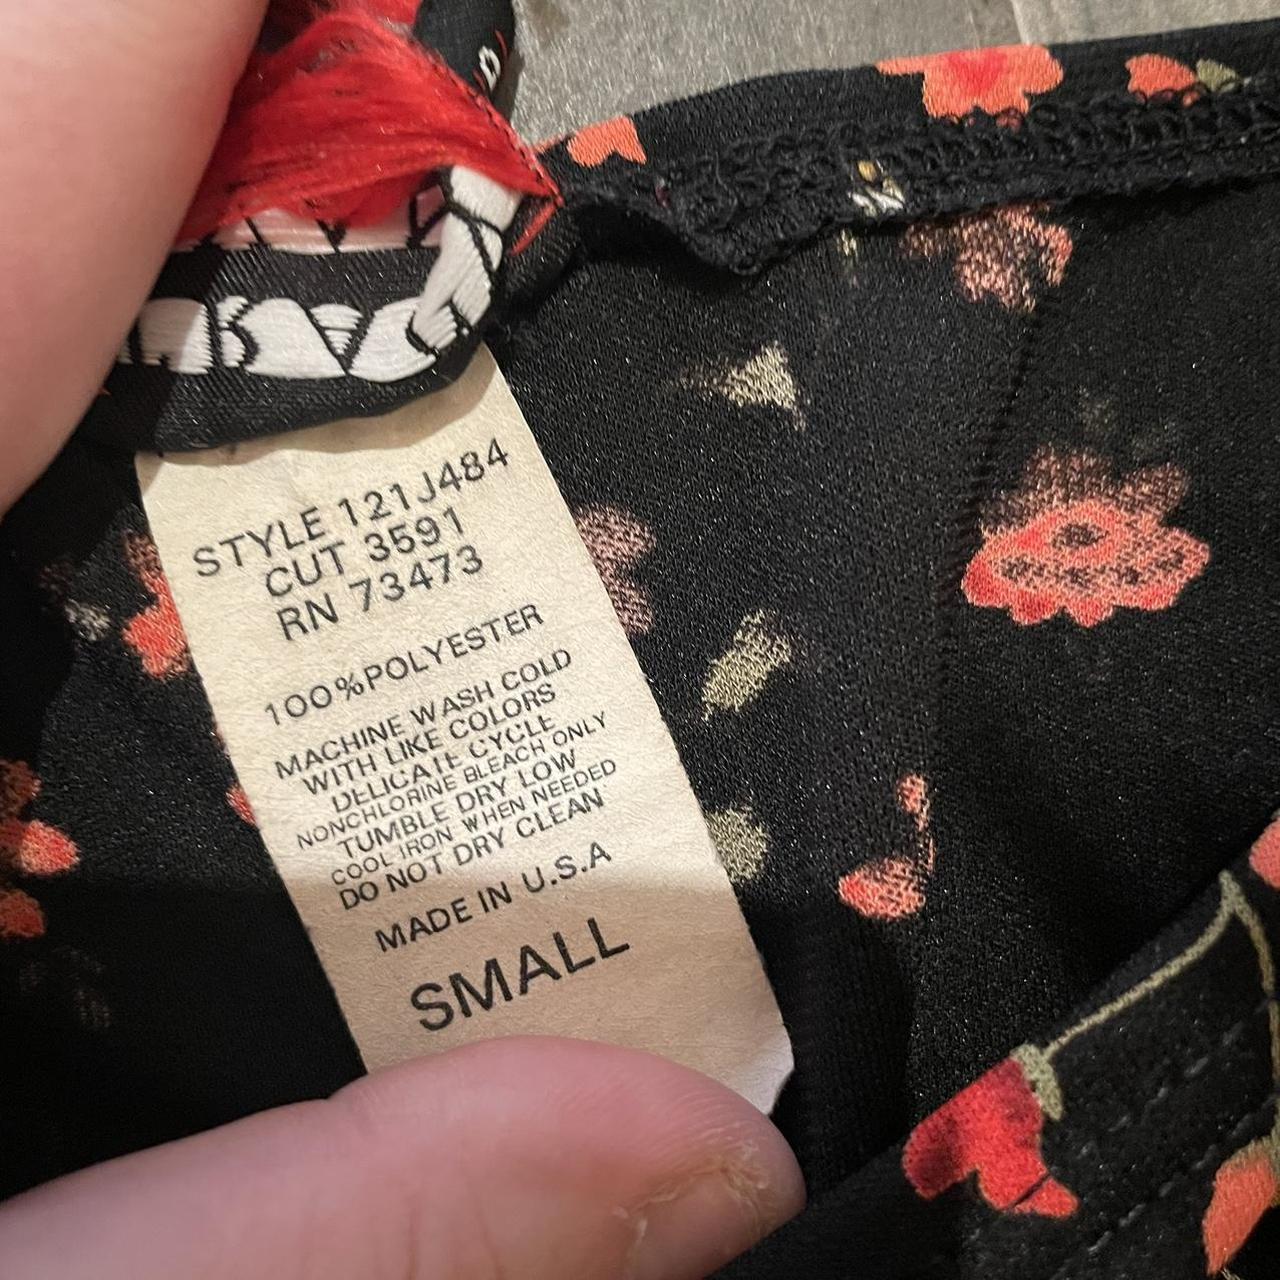 STYLE 121J484
CUT 3591
RN 73473
100%POLYESTER
MACHINE WASH COLD
WITH LIKE COLORS
DELICATE CYCLE
NONCHLORINE BLEACH ONLY
TUMBLE DRY LOW
COOL IRON WHEN NEEDED
DO NOT DRY CLEAN
MADE IN U.S.A
SMALL